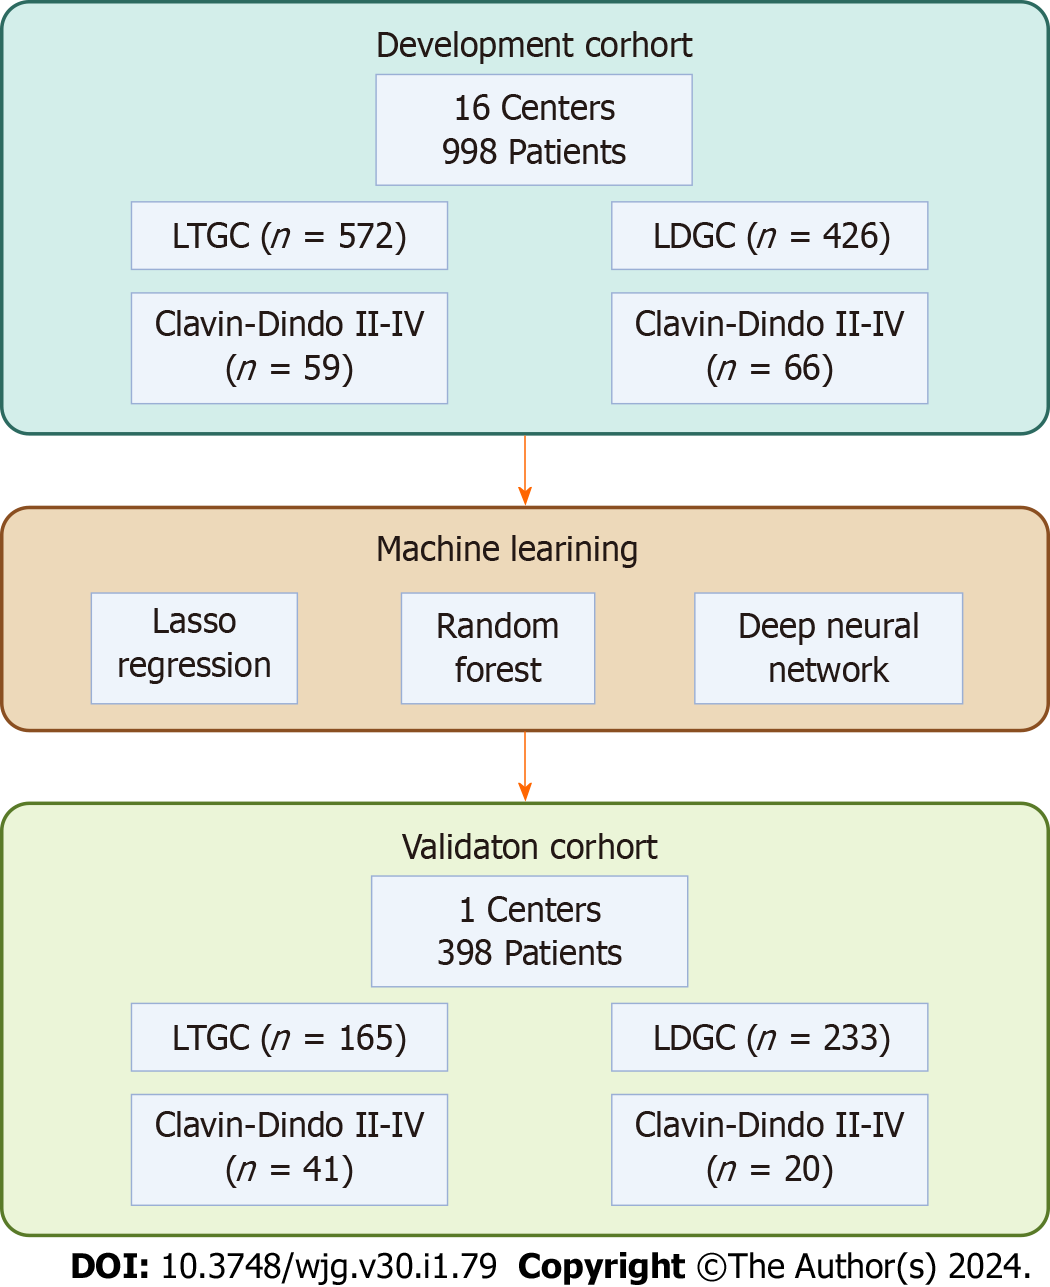 Development corhort
16 Centers
998 Patients
LTGC (n = 572)
LDGC (n = 426)
Clavin-Dindo II-IV
(n = 59)
Clavin-Dindo II-IV
(n = 66)
Machine learining
Lasso
regression
Random
forest
Deep neural
network
Validaton corhort
1 Centers
398 Patients
LTGC (n = 165)
LDGC (n = 233)
Clavin-Dindo II-IV
(n = 41)
Clavin-Dindo II-IV
(n = 20)
DOI: 10.3748/wjg.v30.i1.79 Copyright ©The Author(s) 2024.